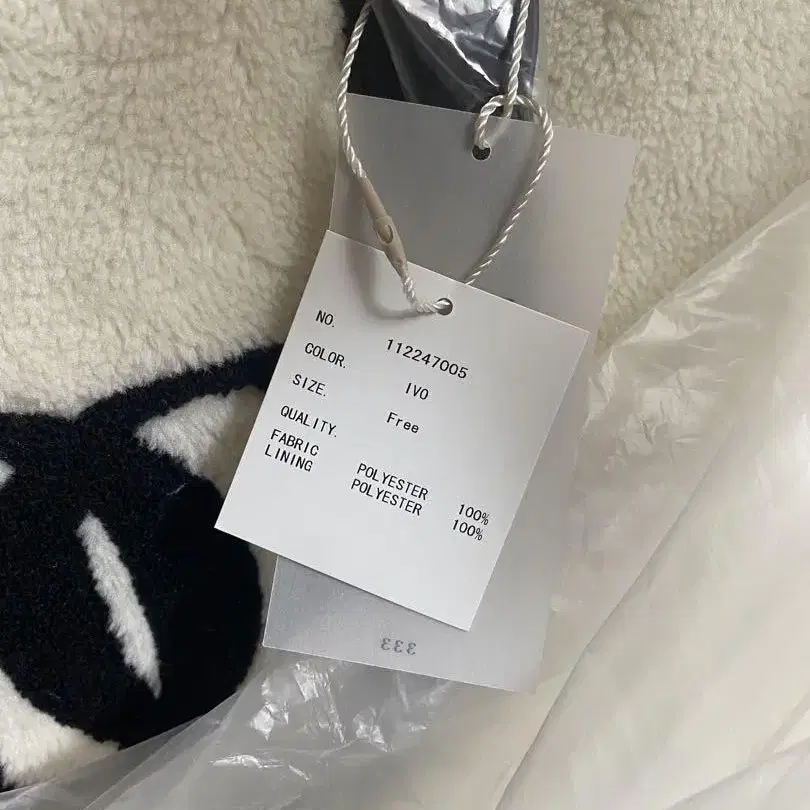 NO. 112247005
COLOR. IVO
SIZE. Free
QUALITY.
FABRIC POLYESTER 100%
LINING POLYESTER 100%
333